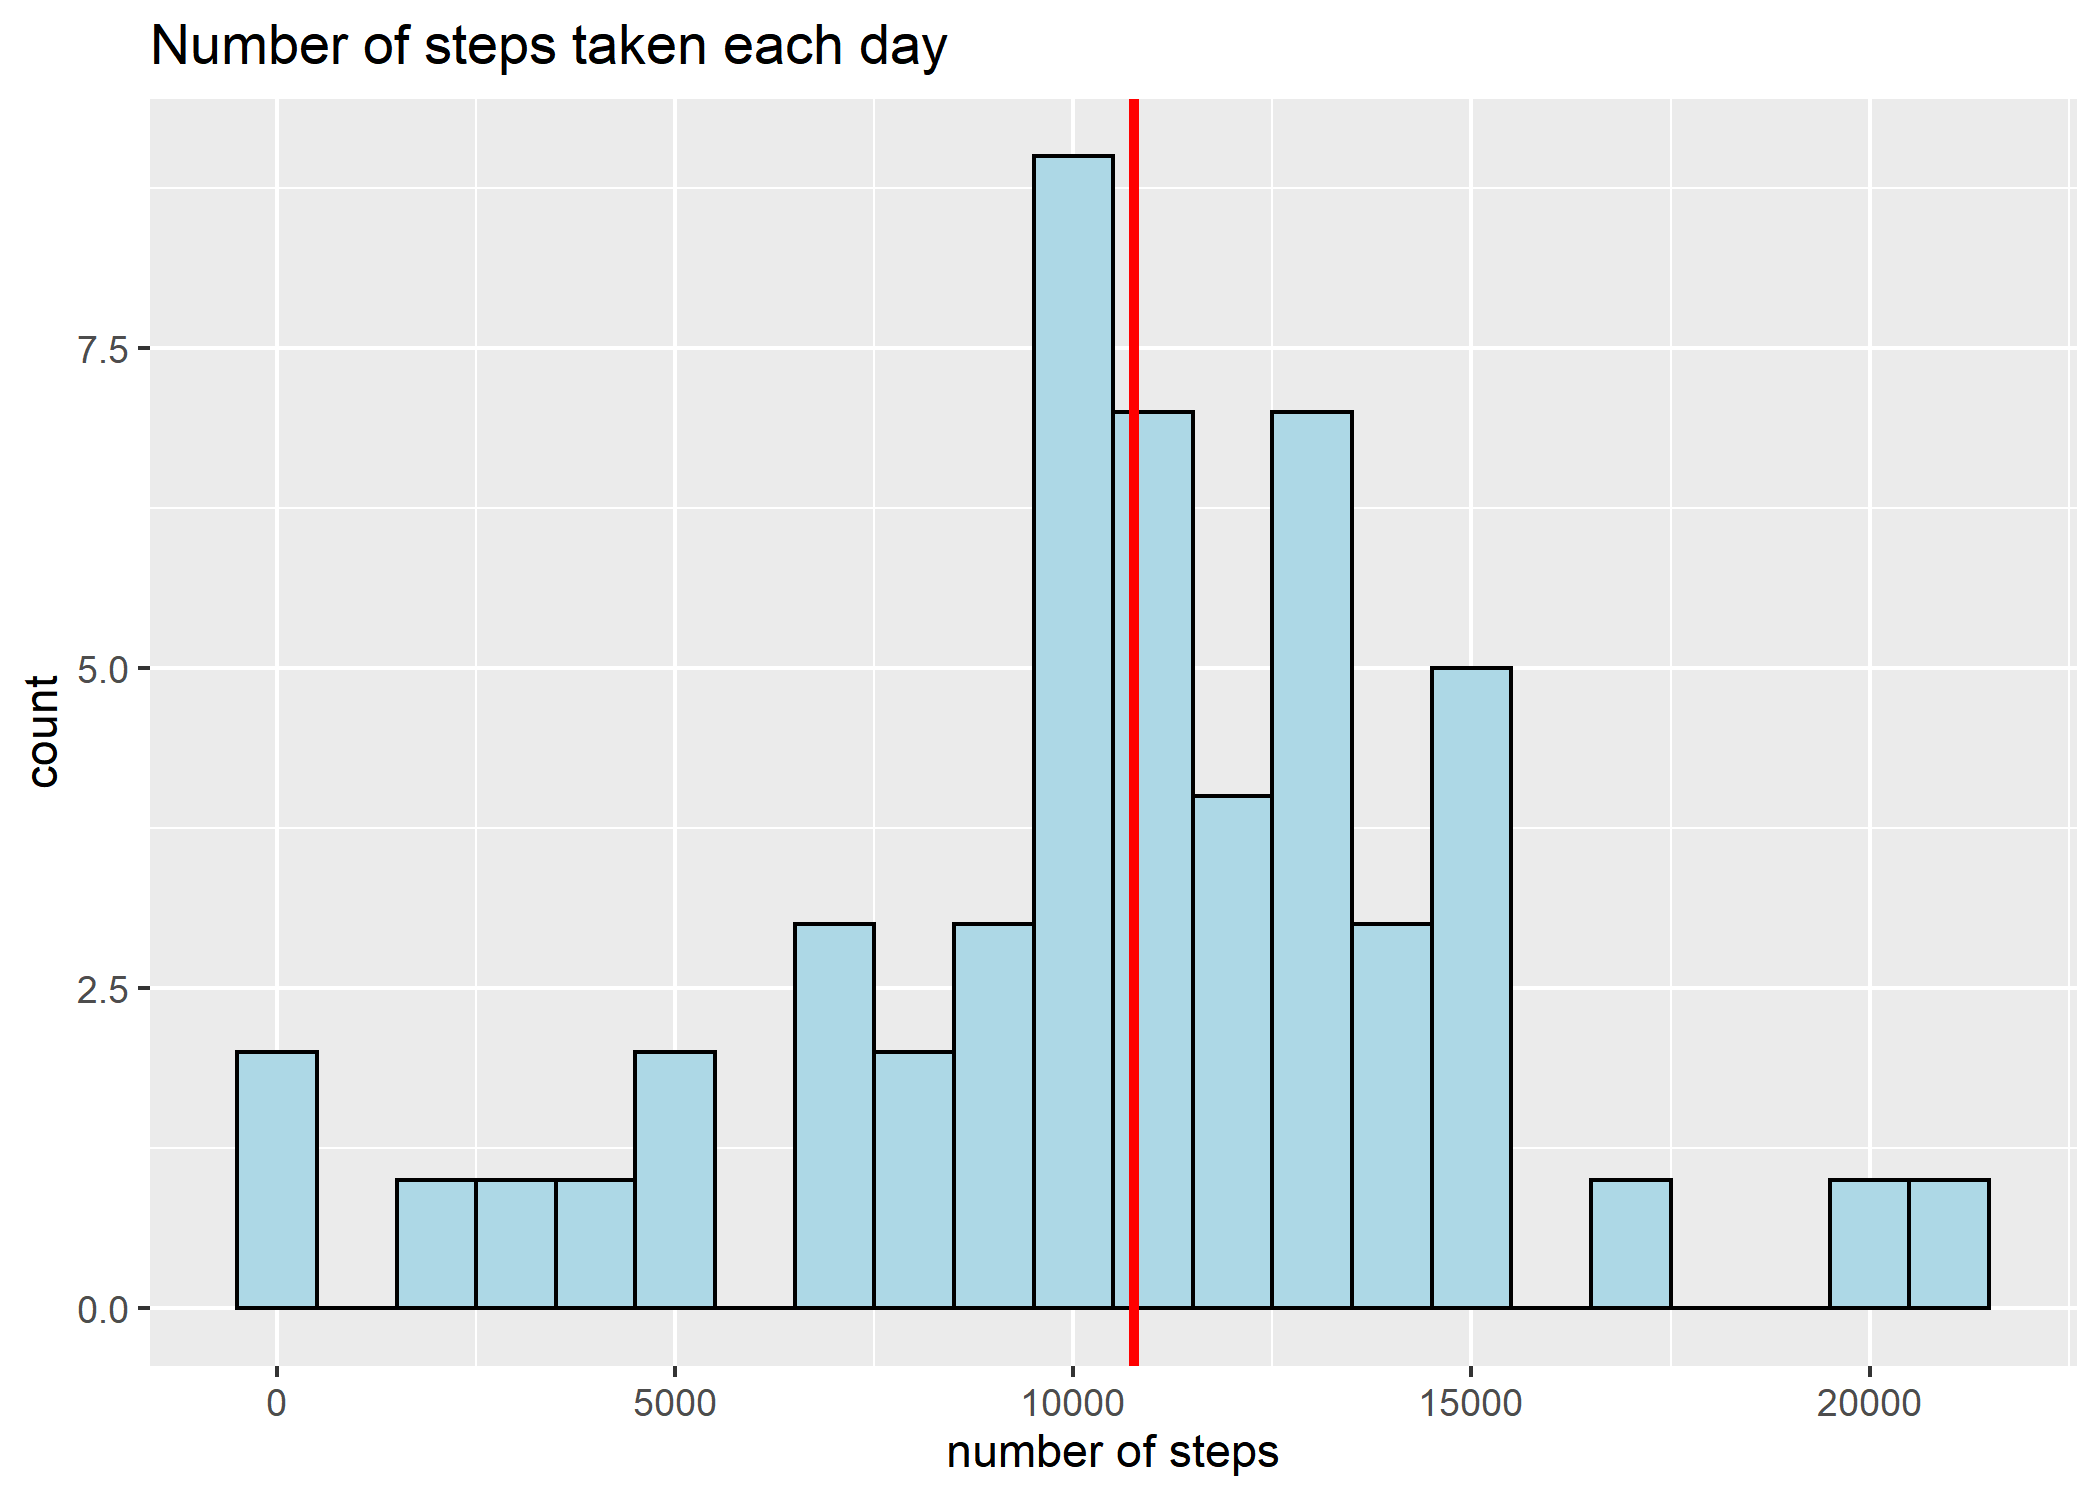 Number of steps taken each day
count
7.5
5.0
2.5
0.0
0 5000 10000 15000 20000
number of steps